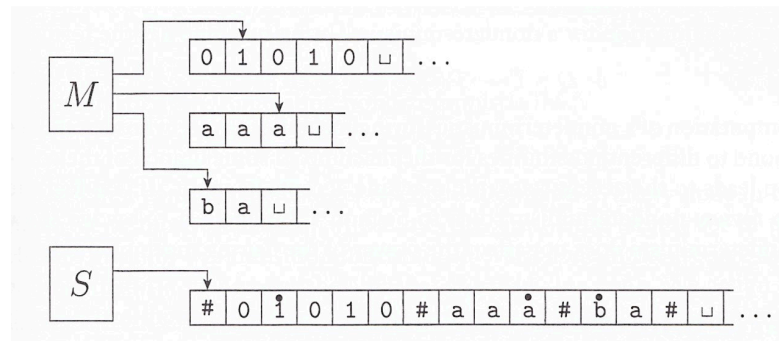 0 1 0 1 0 ⊔ ...
M
a a a ⊔ ...
b a ⊔ ...
S
# 0 1̇ 0 1 0 # a a ȧ # ḃ a # ⊔ ...